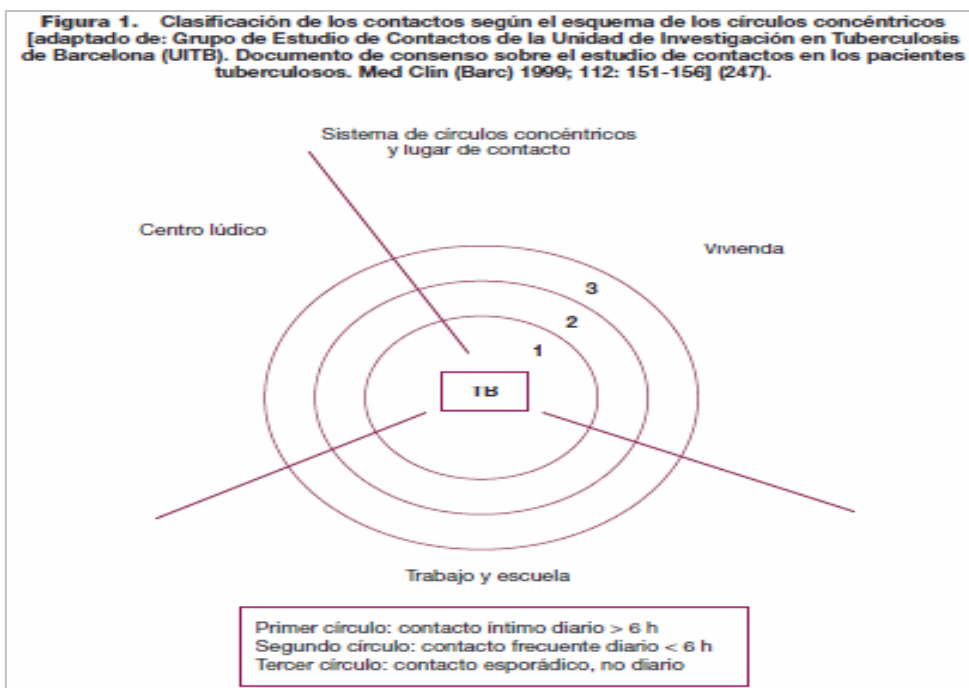 Figura 1. Clasificación de los contactos según el esquema de los círculos concéntricos
[adaptado de: Grupo de Estudio de Contactos de la Unidad de Investigación en Tuberculosis
de Barcelona (UITB). Documento de consenso sobre el estudio de contactos en los pacientes
tuberculosos. Med Clin (Barc) 1999; 112: 151-156] (247).
Sistema de círculos concéntricos
y lugar de contacto
Centro lúdico
Vivienda
3
2
1
TB
Trabajo y escuela
Primer círculo: contacto íntimo diario > 6 h
Segundo círculo: contacto frecuente diario < 6 h
Tercer círculo: contacto esporádico, no diario